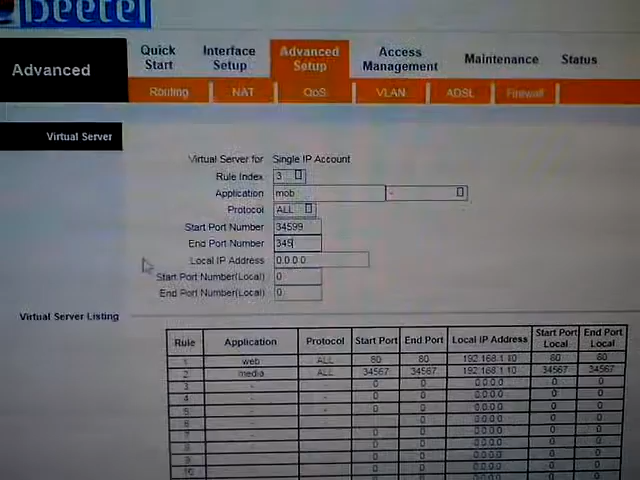 beetel
Advanced
Quick Start
Interface Setup
Advanced Setup
Access Management
Maintenance
Status
Routing NAT QoS VLAN ADSL Firewall
Virtual Server
Virtual Server for Single IP Account
Rule Index 3
Application mob -
Protocol ALL
Start Port Number 34599
End Port Number 345
Local IP Address 0.0.0.0
Start Port Number(Local) 0
End Port Number(Local) 0
Virtual Server Listing
Rule Application Protocol Start Port End Port Local IP Address Start Port Local End Port Local
1 web ALL 80 80 192.168.1.10 80 80
2 media ALL 34567 34567 192.168.1.10 34567 34567
3 - - 0 0 0.0.0.0 0 0
4 - - 0 0 0.0.0.0 0 0
5 - - 0 0 0.0.0.0 0 0
6 - 0 0 0.0.0.0 0 0
7 - 0 0 0.0.0.0 0 0
8 - 0 0 0.0.0.0 0 0
9 0 0 0.0.0.0 0 0
10 0 0 0.0.0.0 0 0